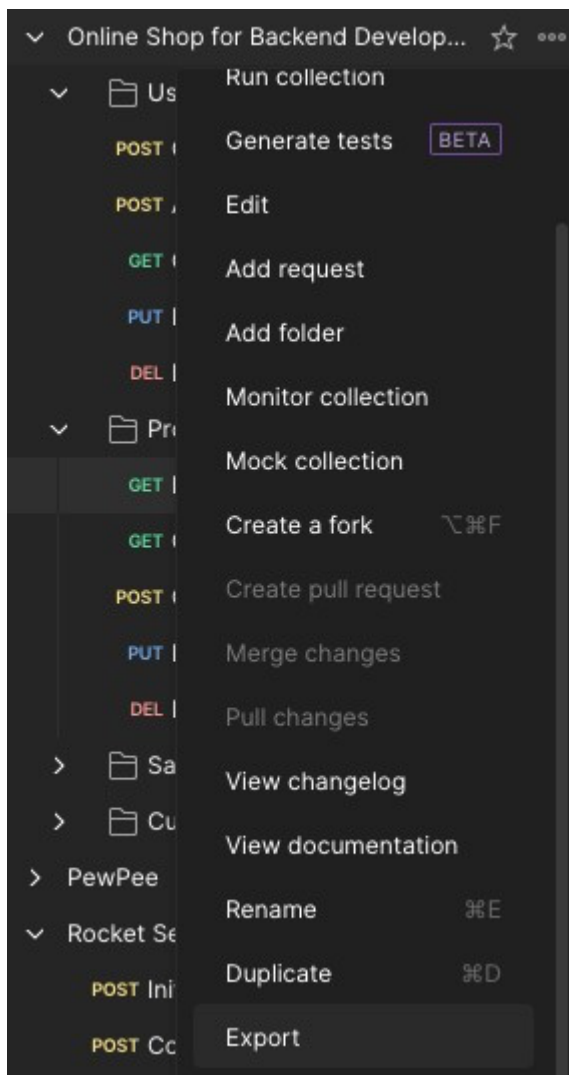 Online Shop for Backend Develop...
Us
Run collection
POST
Generate tests BETA
POST
Edit
GET
Add request
PUT
Add folder
DEL
Monitor collection
Pro
Mock collection
GET
Create a fork ⌥⌘F
GET
Create pull request
POST
Merge changes
PUT
Pull changes
DEL
Sa
View changelog
Cu
View documentation
PewPee
Rename ⌘E
Rocket Se
Duplicate ⌘D
POST Ini
Export
POST Co